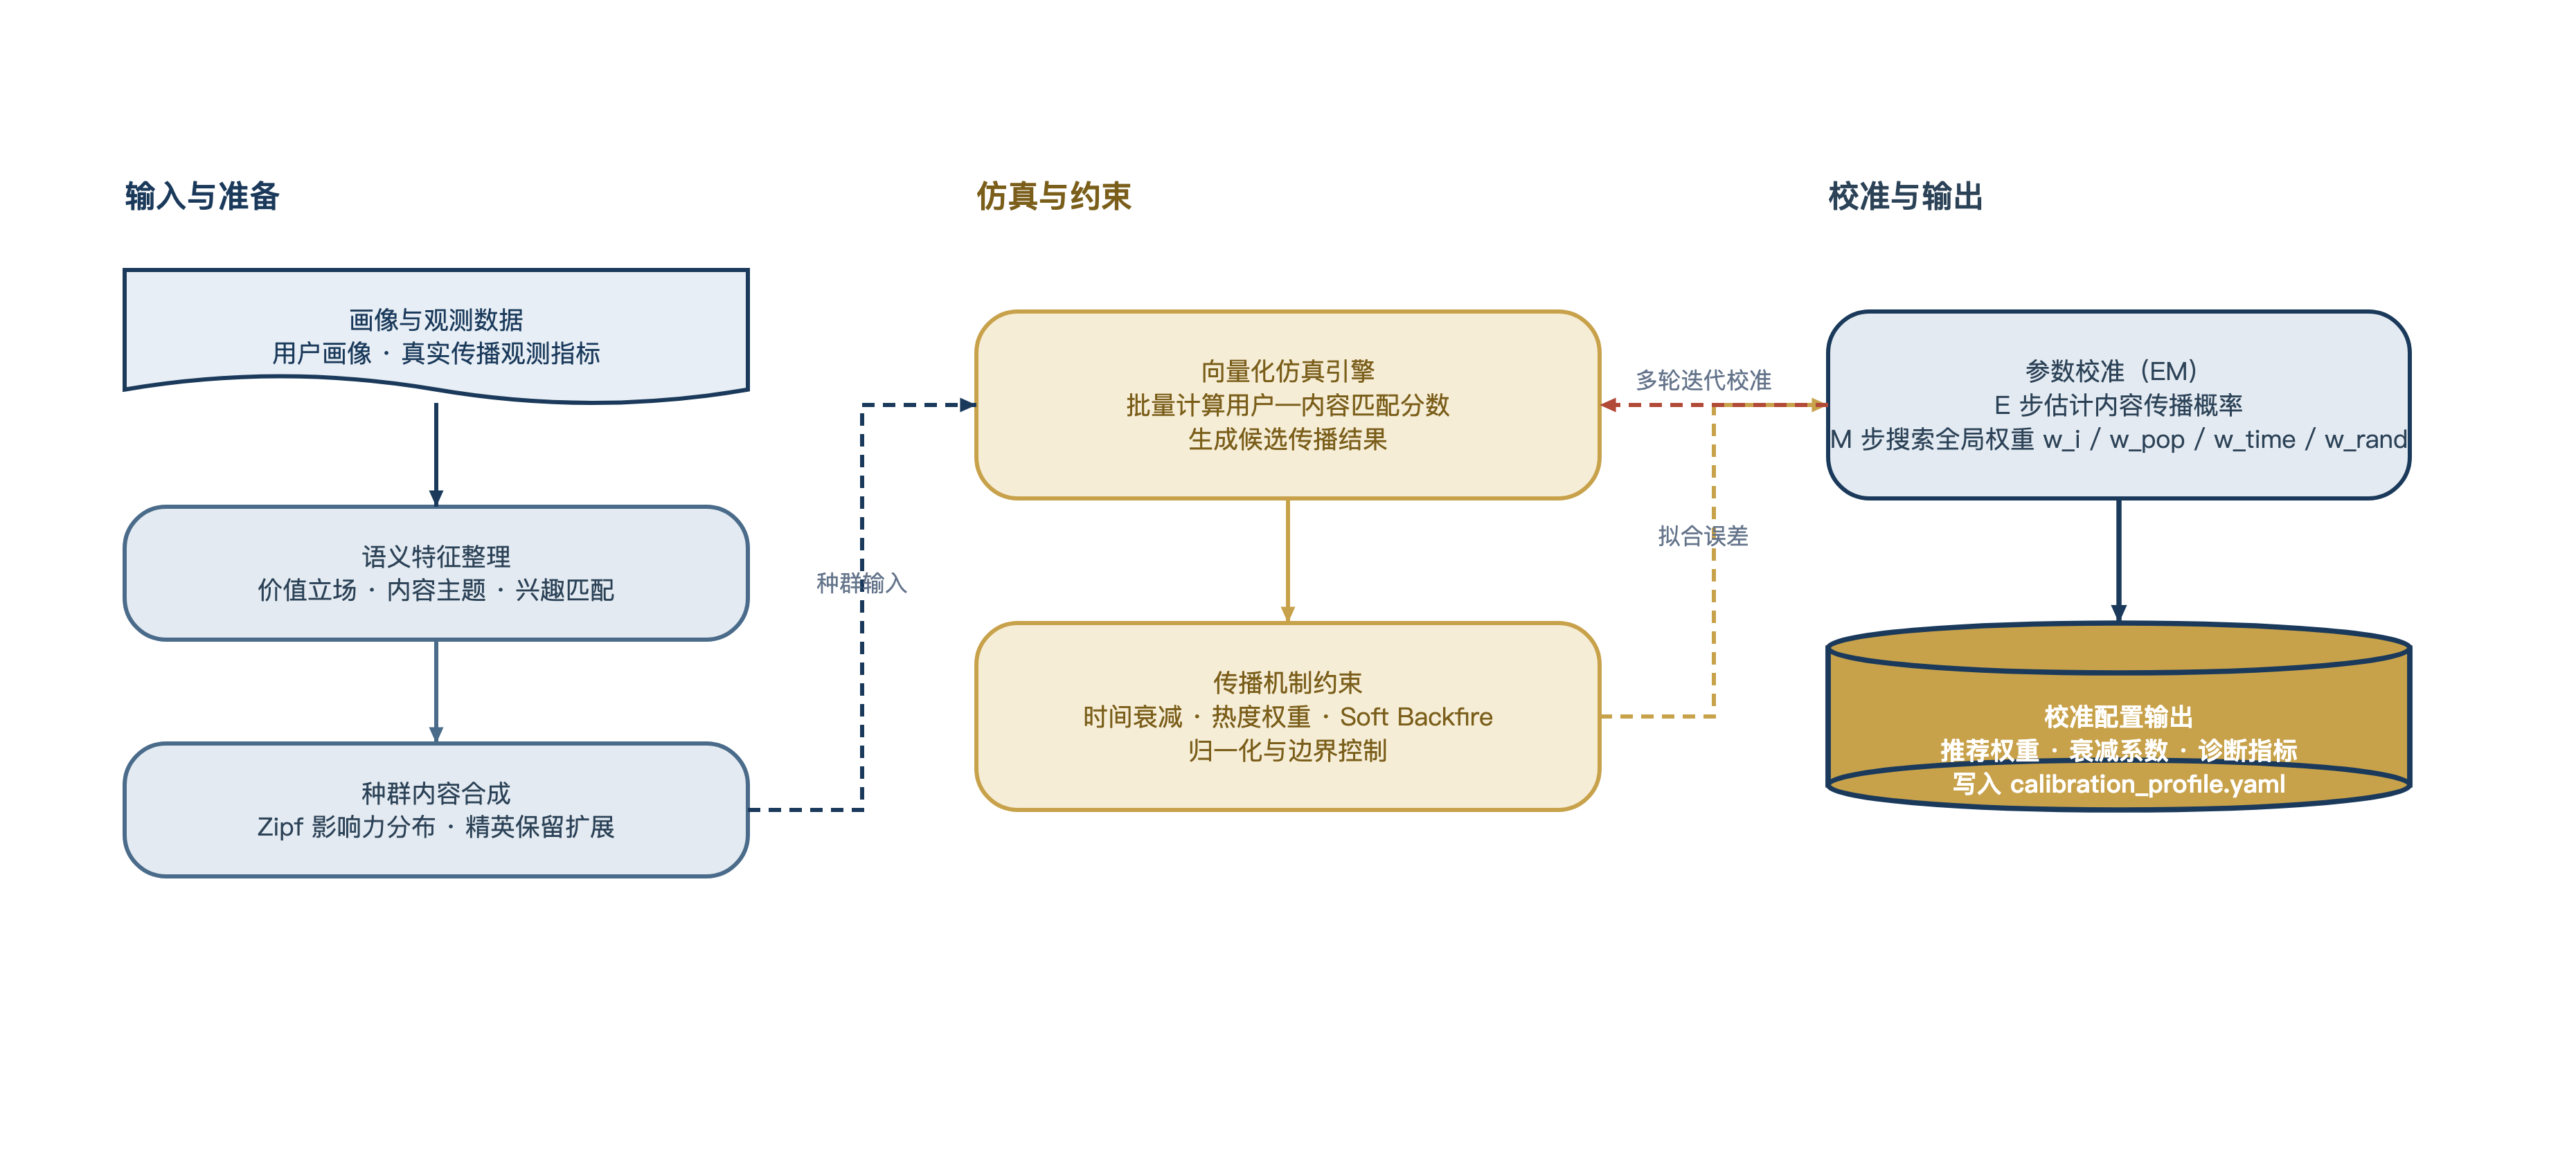 输入与准备
画像与观测数据
用户画像 · 真实传播观测指标
语义特征整理
价值立场 · 内容主题 · 兴趣匹配
种群内容合成
Zipf 影响力分布 · 精英保留扩展
种群输入
仿真与约束
向量化仿真引擎
批量计算用户—内容匹配分数
生成候选传播结果
传播机制约束
时间衰减 · 热度权重 · Soft Backfire
归一化与边界控制
多轮迭代校准
拟合误差
校准与输出
参数校准（EM）
E 步估计内容传播概率
M 步搜索全局权重 w_i / w_pop / w_time / w_rand
校准配置输出
推荐权重 · 衰减系数 · 诊断指标
写入 calibration_profile.yaml